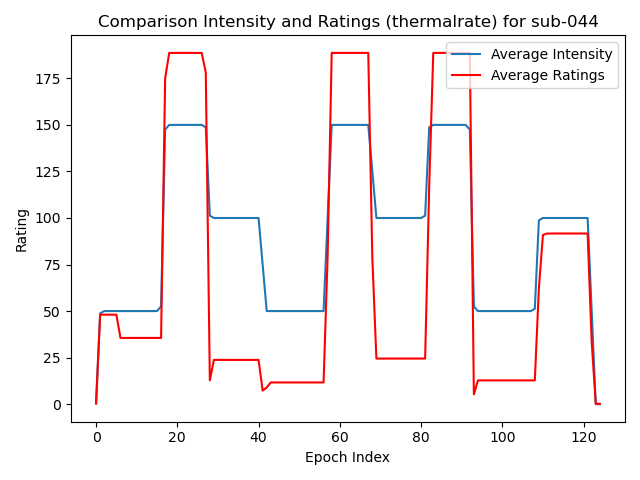 Comparison Intensity and Ratings (thermalrate) for sub-044
Average Intensity
Average Ratings
Rating
175
150
125
100
75
50
25
0
0 20 40 60 80 100 120
Epoch Index